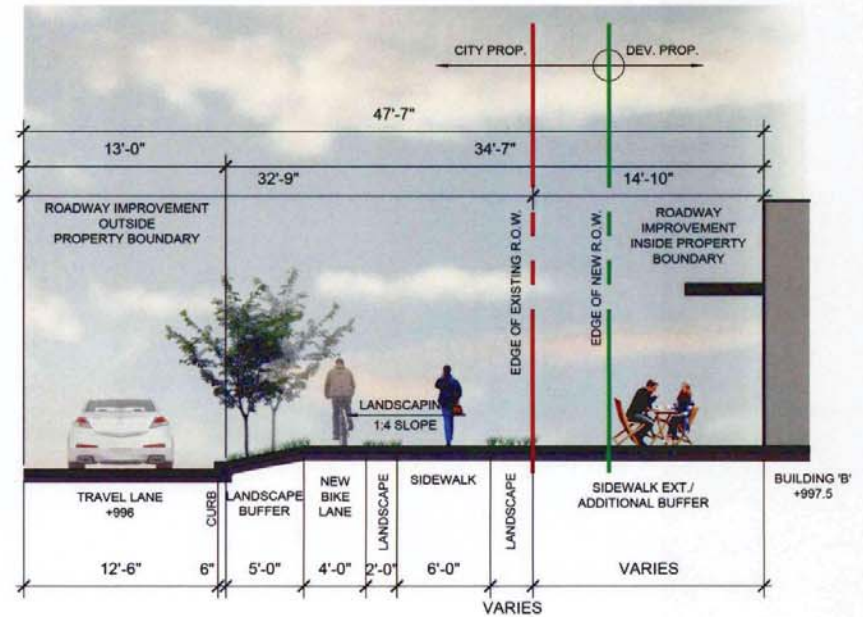 CITY PROP.
DEV. PROP.
47'-7"
13'-0"
34'-7"
32'-9"
14'-10"
ROADWAY IMPROVEMENT
OUTSIDE
PROPERTY BOUNDARY
EDGE OF EXISTING R.O.W.
EDGE OF NEW R.O.W.
ROADWAY
IMPROVEMENT
INSIDE PROPERTY
BOUNDARY
LANDSCAPIN
1:4 SLOPE
TRAVEL LANE
+996
CURB
LANDSCAPE
BUFFER
NEW
BIKE
LANE
LANDSCAPE
SIDEWALK
LANDSCAPE
SIDEWALK EXT./
ADDITIONAL BUFFER
BUILDING 'B'
+997.5
12'-6"
6"
5'-0"
4'-0"
2'-0"
6'-0"
VARIES
VARIES